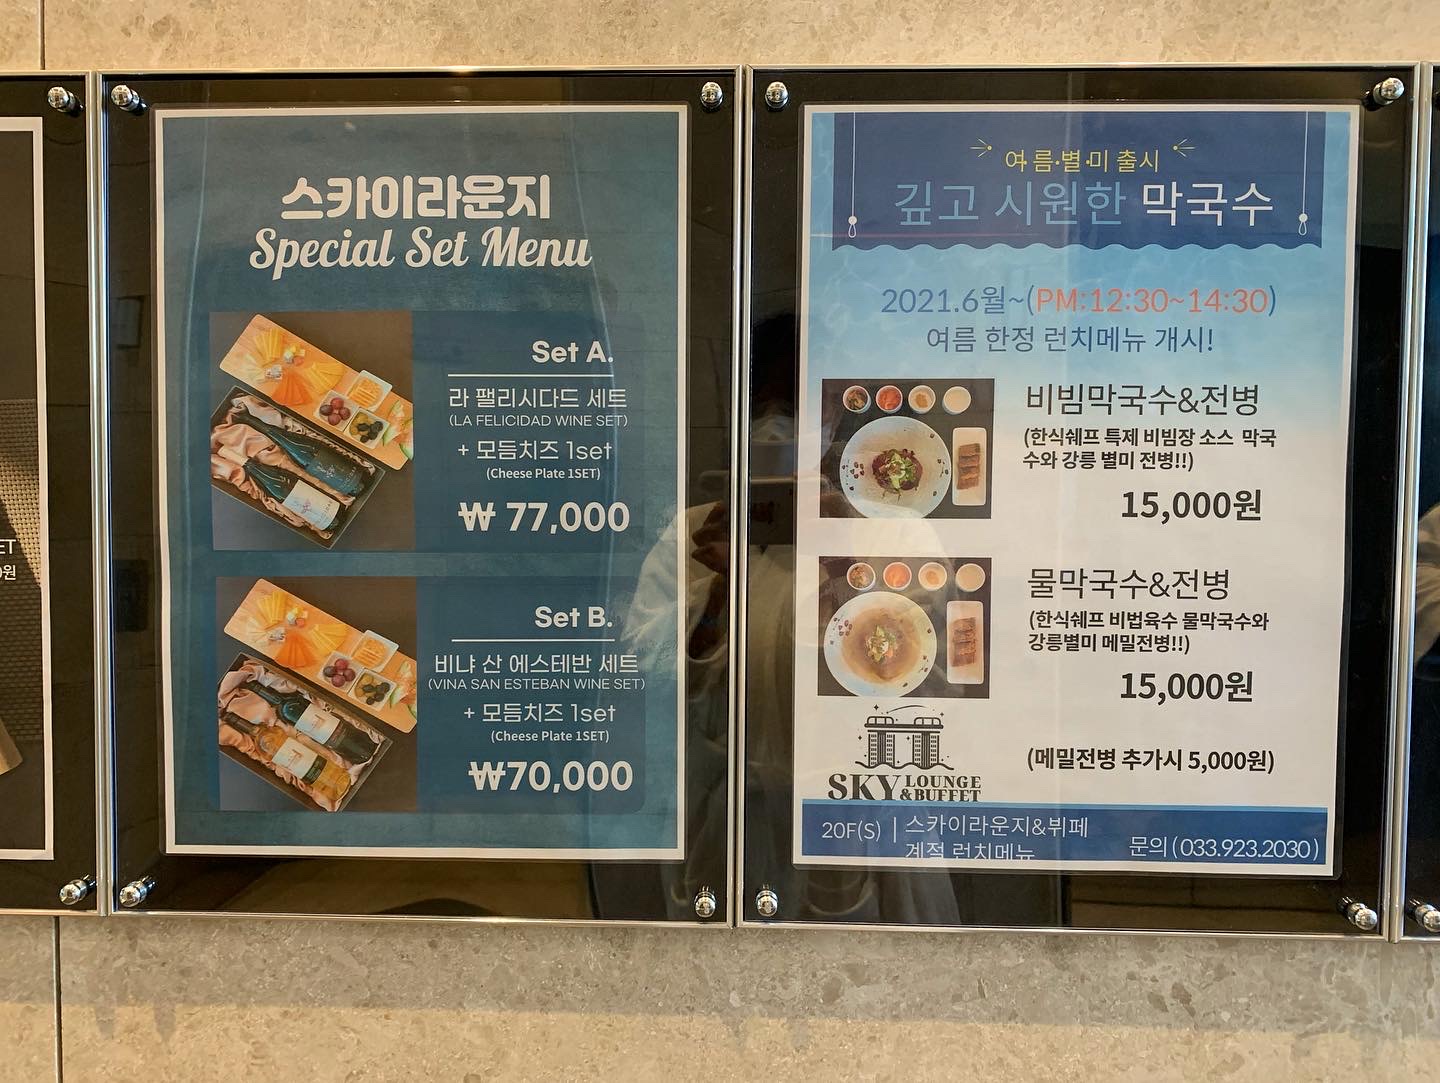 ET
원
스카이라운지
Special Set Menu
Set A.
라 팰리시다드 세트
(LA FELICIDAD WINE SET)
+ 모듬치즈 1set
(Cheese Plate 1SET)
₩ 77,000
Set B.
비냐 산 에스테반 세트
(VINA SAN ESTEBAN WINE SET)
+ 모듬치즈 1set
(Cheese Plate 1SET)
₩70,000
여·름·별·미 출시
깊고 시원한 막국수
2021.6월~(PM:12:30~14:30)
여름 한정 런치메뉴 개시!
비빔막국수&전병
(한식쉐프 특제 비빔장 소스 막국
수와 강릉 별미 전병!!)
15,000원
물막국수&전병
(한식쉐프 비법육수 물막국수와
강릉별미 메밀전병!!)
15,000원
SKY LOUNGE
&BUFFET
(메밀전병 추가시 5,000원)
20F(S) | 스카이라운지&뷔페
계절 런치메뉴
문의 ( 033.923.2030 )